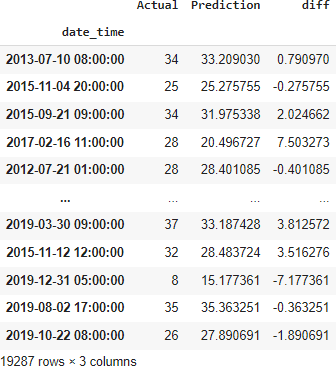 Actual Prediction diff
date_time
2013-07-10 08:00:00 34 33.209030 0.790970
2015-11-04 20:00:00 25 25.275755 -0.275755
2015-09-21 09:00:00 34 31.975338 2.024662
2017-02-16 11:00:00 28 20.496727 7.503273
2012-07-21 01:00:00 28 28.401085 -0.401085
... ... ... ...
2019-03-30 09:00:00 37 33.187428 3.812572
2015-11-12 12:00:00 32 28.483724 3.516276
2019-12-31 05:00:00 8 15.177361 -7.177361
2019-08-02 17:00:00 35 35.363251 -0.363251
2019-10-22 08:00:00 26 27.890691 -1.890691
19287 rows × 3 columns